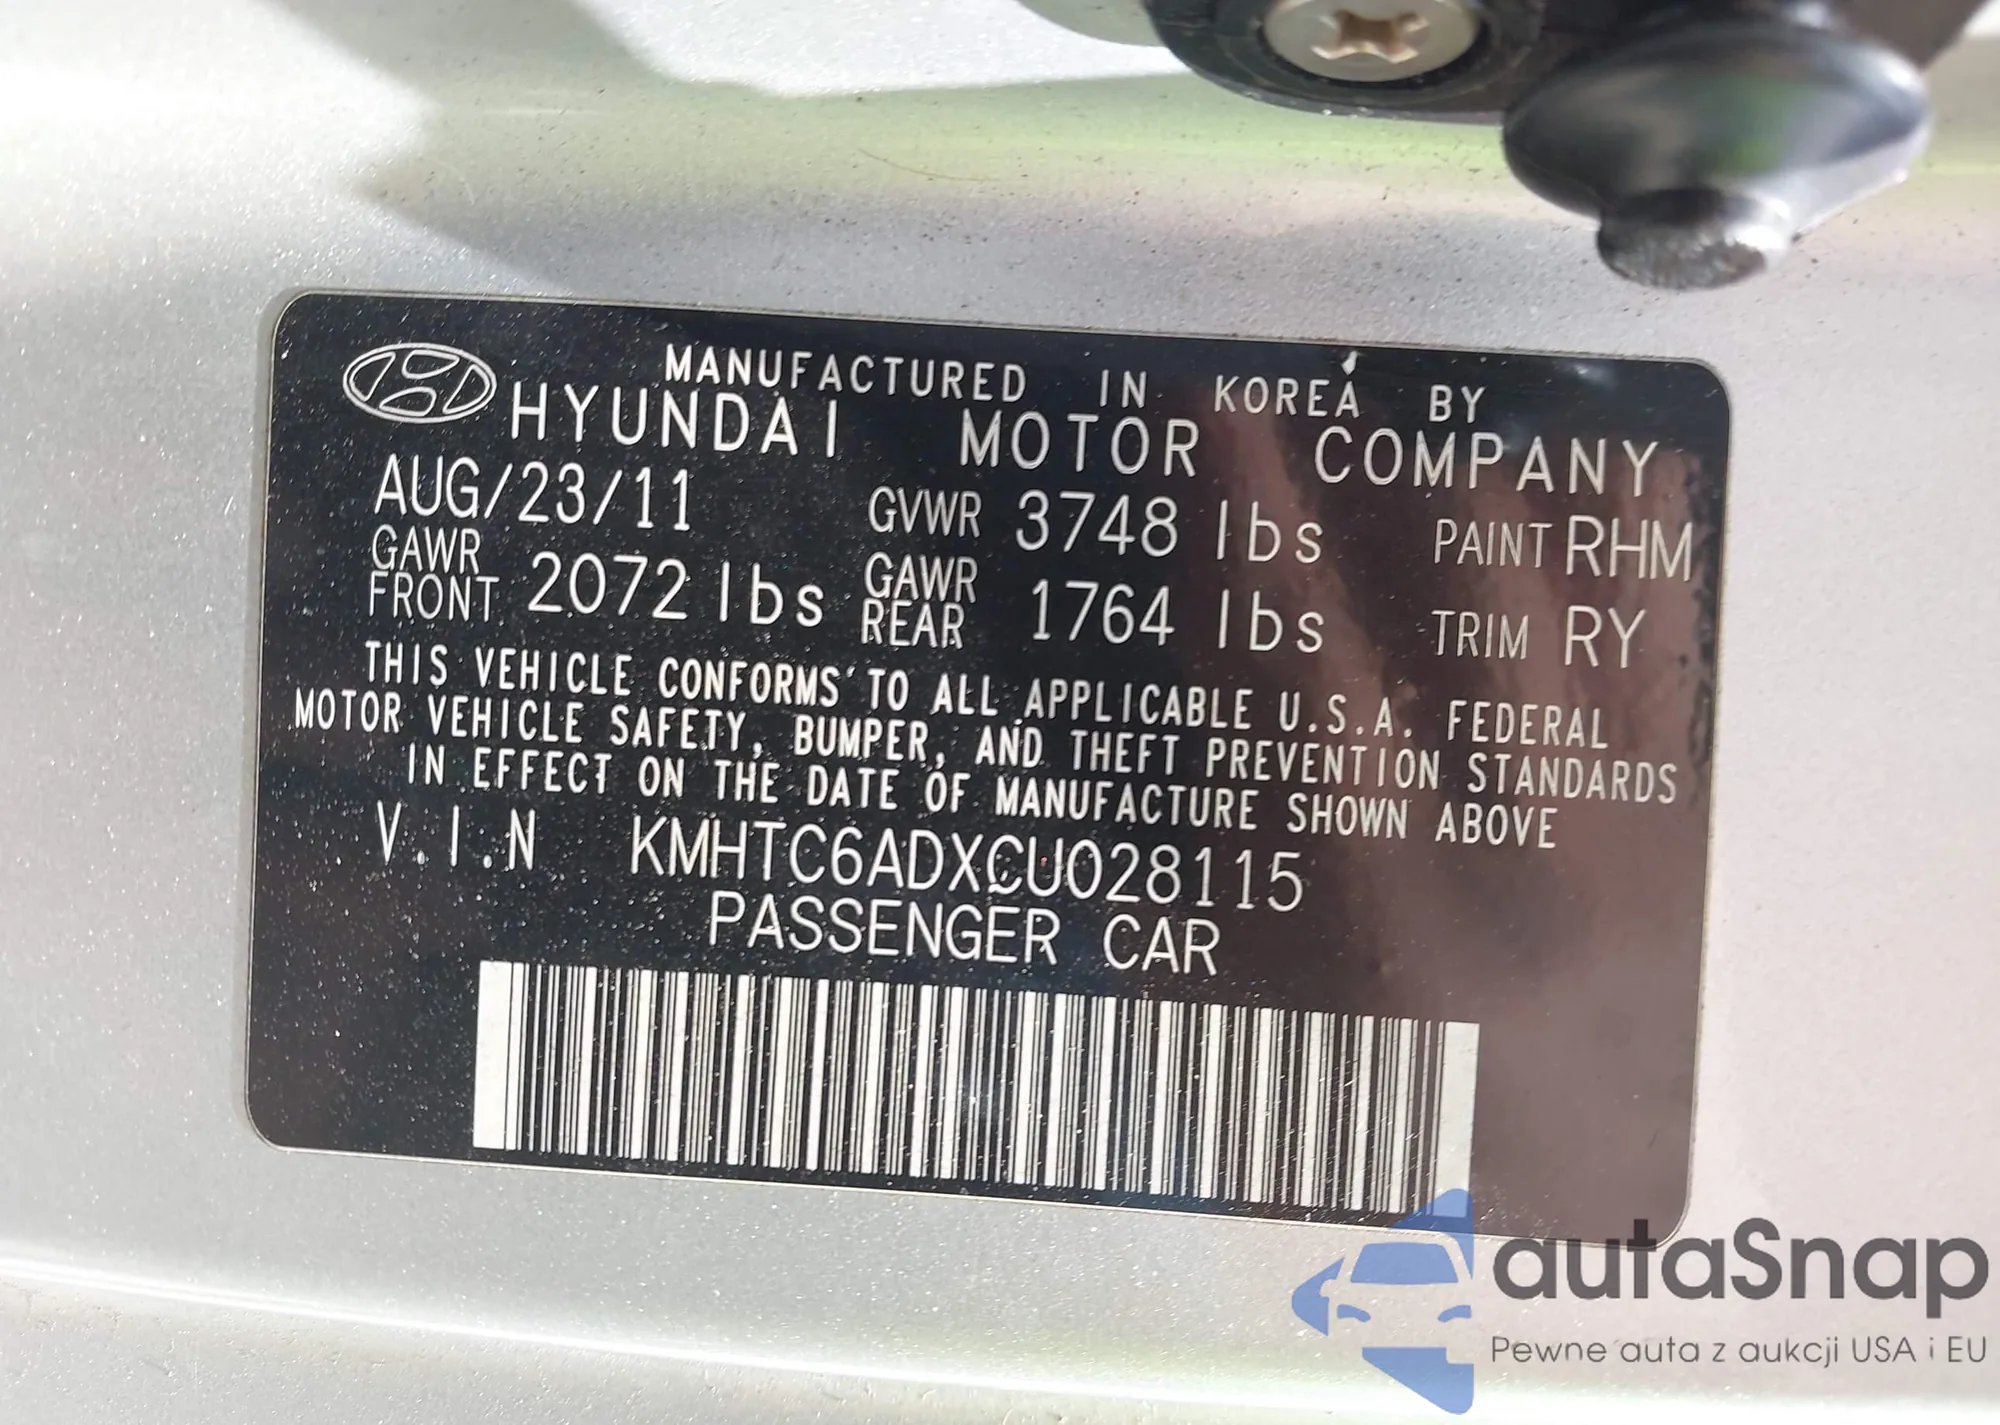 MANUFACTURED IN KOREA BY
HYUNDAI MOTOR COMPANY
AUG/23/11 GVWR 3748 lbs PAINT RHM
GAWR FRONT 2072 lbs GAWR REAR 1764 lbs TRIM RY
THIS VEHICLE CONFORMS TO ALL APPLICABLE U.S.A. FEDERAL
MOTOR VEHICLE SAFETY, BUMPER, AND THEFT PREVENTION STANDARDS
IN EFFECT ON THE DATE OF MANUFACTURE SHOWN ABOVE
V.I.N KMHTC6ADXCU028115
PASSENGER CAR
autaSnap
Pewne auta z aukcji USA i EU